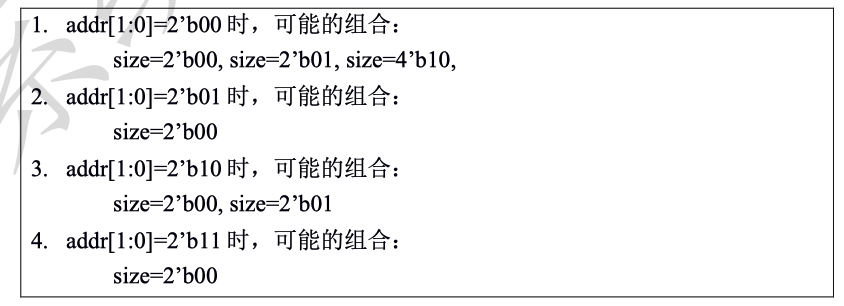 1. addr[1:0]=2’b00 时，可能的组合：
size=2’b00, size=2’b01, size=4’b10,
2. addr[1:0]=2’b01 时，可能的组合：
size=2’b00
3. addr[1:0]=2’b10 时，可能的组合：
size=2’b00, size=2’b01
4. addr[1:0]=2’b11 时，可能的组合：
size=2’b00